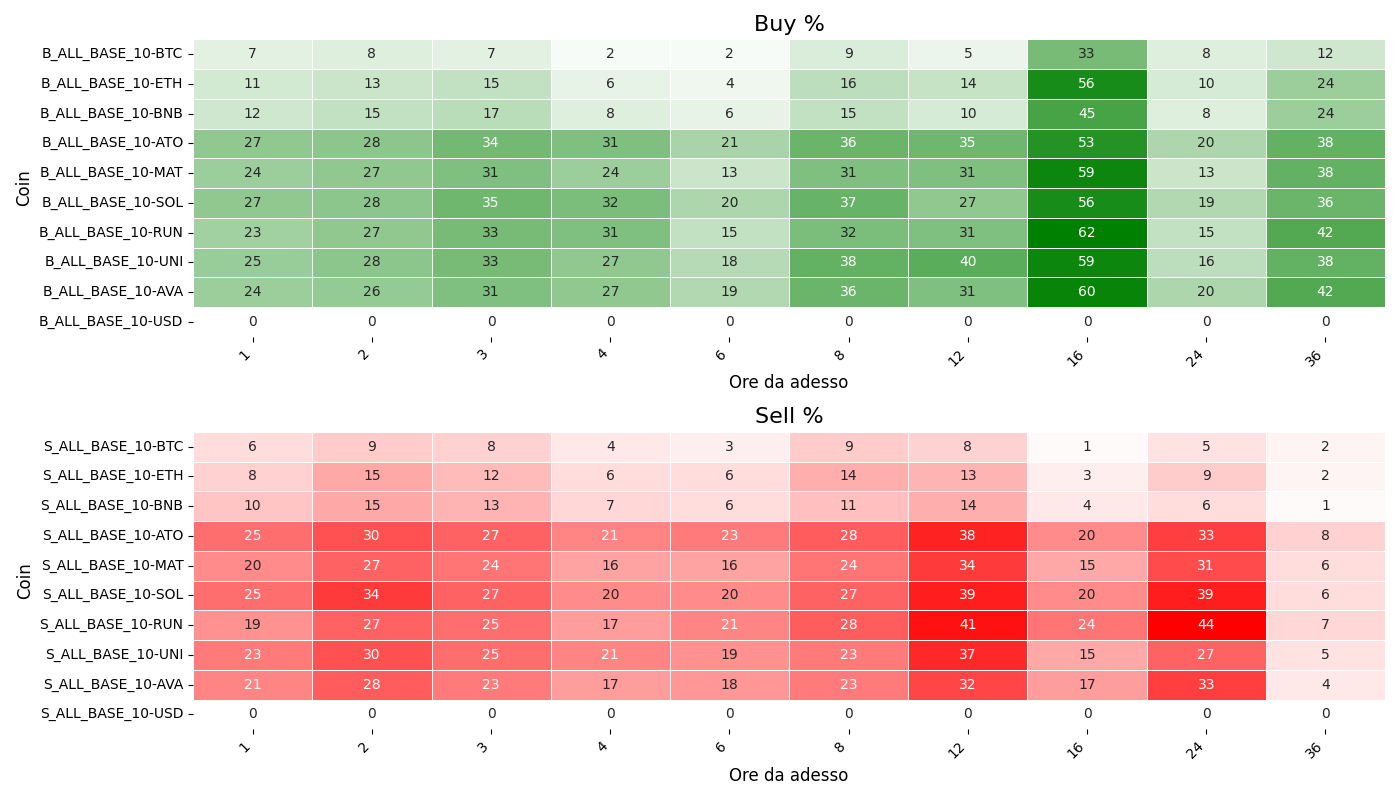 Buy %
Coin
B_ALL_BASE_10-BTC 7 8 7 2 2 9 5 33 8 12
B_ALL_BASE_10-ETH 11 13 15 6 4 16 14 56 10 24
B_ALL_BASE_10-BNB 12 15 17 8 6 15 10 45 8 24
B_ALL_BASE_10-ATO 27 28 34 31 21 36 35 53 20 38
B_ALL_BASE_10-MAT 24 27 31 24 13 31 31 59 13 38
B_ALL_BASE_10-SOL 27 28 35 32 20 37 27 56 19 36
B_ALL_BASE_10-RUN 23 27 33 31 15 32 31 62 15 42
B_ALL_BASE_10-UNI 25 28 33 27 18 38 40 59 16 38
B_ALL_BASE_10-AVA 24 26 31 27 19 36 31 60 20 42
B_ALL_BASE_10-USD 0 0 0 0 0 0 0 0 0 0
1 2 3 4 6 8 12 16 24 36
Ore da adesso
Sell %
Coin
S_ALL_BASE_10-BTC 6 9 8 4 3 9 8 1 5 2
S_ALL_BASE_10-ETH 8 15 12 6 6 14 13 3 9 2
S_ALL_BASE_10-BNB 10 15 13 7 6 11 14 4 6 1
S_ALL_BASE_10-ATO 25 30 27 21 23 28 38 20 33 8
S_ALL_BASE_10-MAT 20 27 24 16 16 24 34 15 31 6
S_ALL_BASE_10-SOL 25 34 27 20 20 27 39 20 39 6
S_ALL_BASE_10-RUN 19 27 25 17 21 28 41 24 44 7
S_ALL_BASE_10-UNI 23 30 25 21 19 23 37 15 27 5
S_ALL_BASE_10-AVA 21 28 23 17 18 23 32 17 33 4
S_ALL_BASE_10-USD 0 0 0 0 0 0 0 0 0 0
1 2 3 4 6 8 12 16 24 36
Ore da adesso